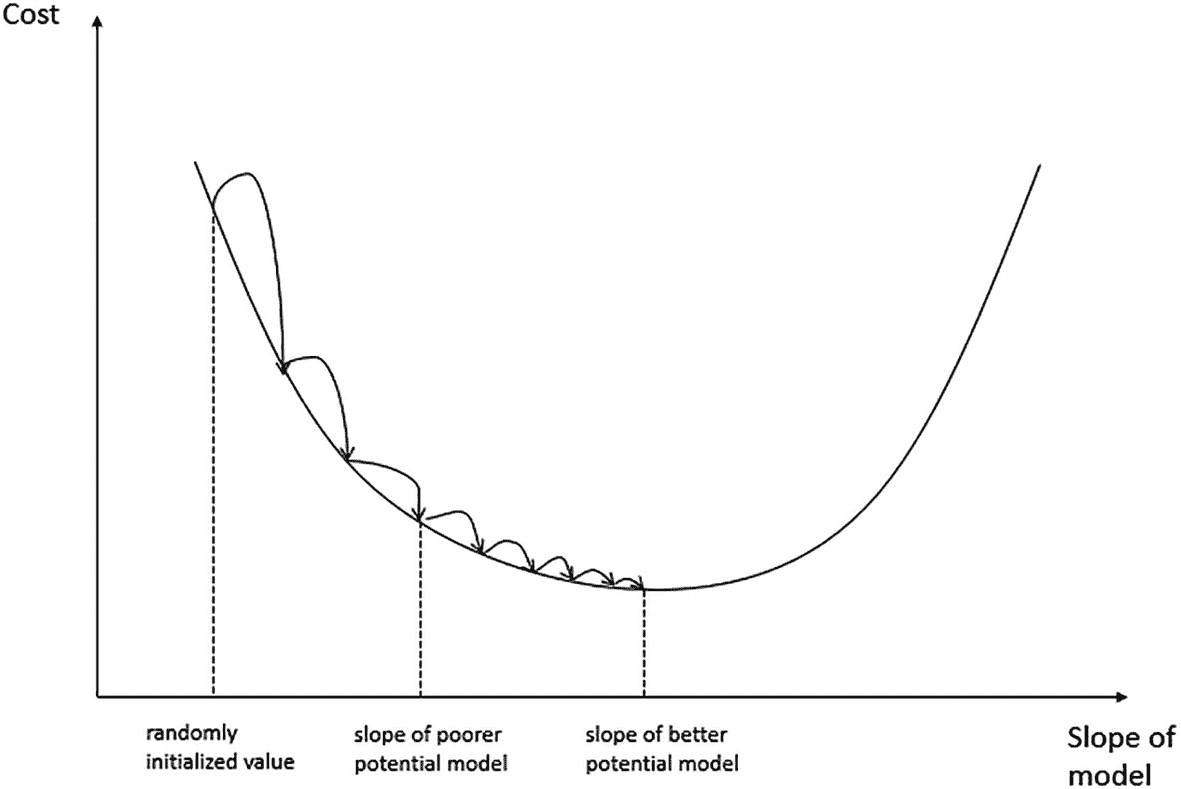 Cost
randomly
initialized value
slope of poorer
potential model
slope of better
potential model
Slope of
model